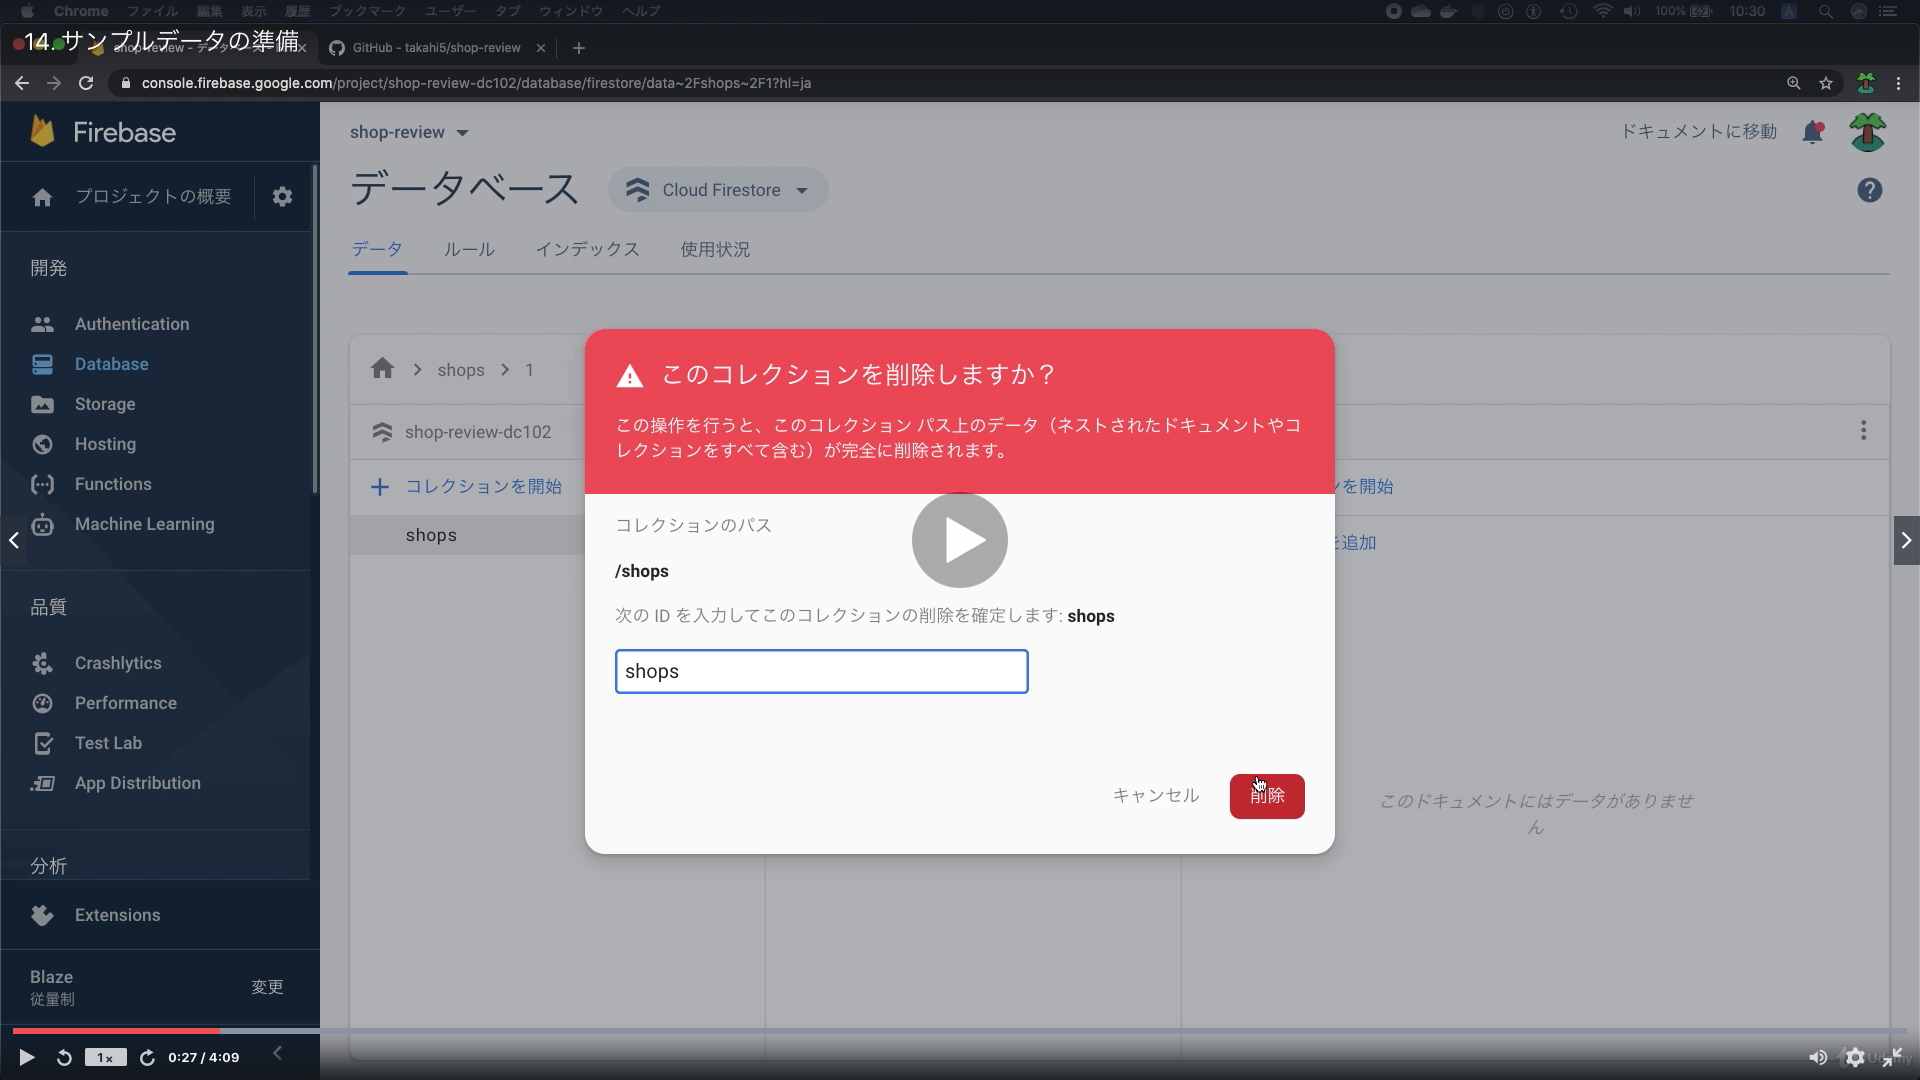 Chrome ファイル 編集 表示 履歴 ブックマーク ユーザー タブ ウィンドウ ヘルプ 100% 10:30 A
14. サンプルデータの準備
GitHub - takahi5/shop-review
console.firebase.google.com/project/shop-review-dc102/database/firestore/data~2Fshops~2F1?hl=ja
Firebase
shop-review
ドキュメントに移動
プロジェクトの概要
データベース
Cloud Firestore
データ ルール インデックス 使用状況
開発
Authentication
Database
Storage
Hosting
Functions
Machine Learning
品質
Crashlytics
Performance
Test Lab
App Distribution
分析
Extensions
Blaze
従量制
変更
shops 1
shop-review-dc102
コレクションを開始
shops
このコレクションを削除しますか？
この操作を行うと、このコレクション パス上のデータ（ネストされたドキュメントやコ
レクションをすべて含む）が完全に削除されます。
コレクションのパス
/shops
次の ID を入力してこのコレクションの削除を確定します: shops
shops
キャンセル
削除
を開始
を追加
このドキュメントにはデータがありませ
ん
1x
0:27 / 4:09
Udemy